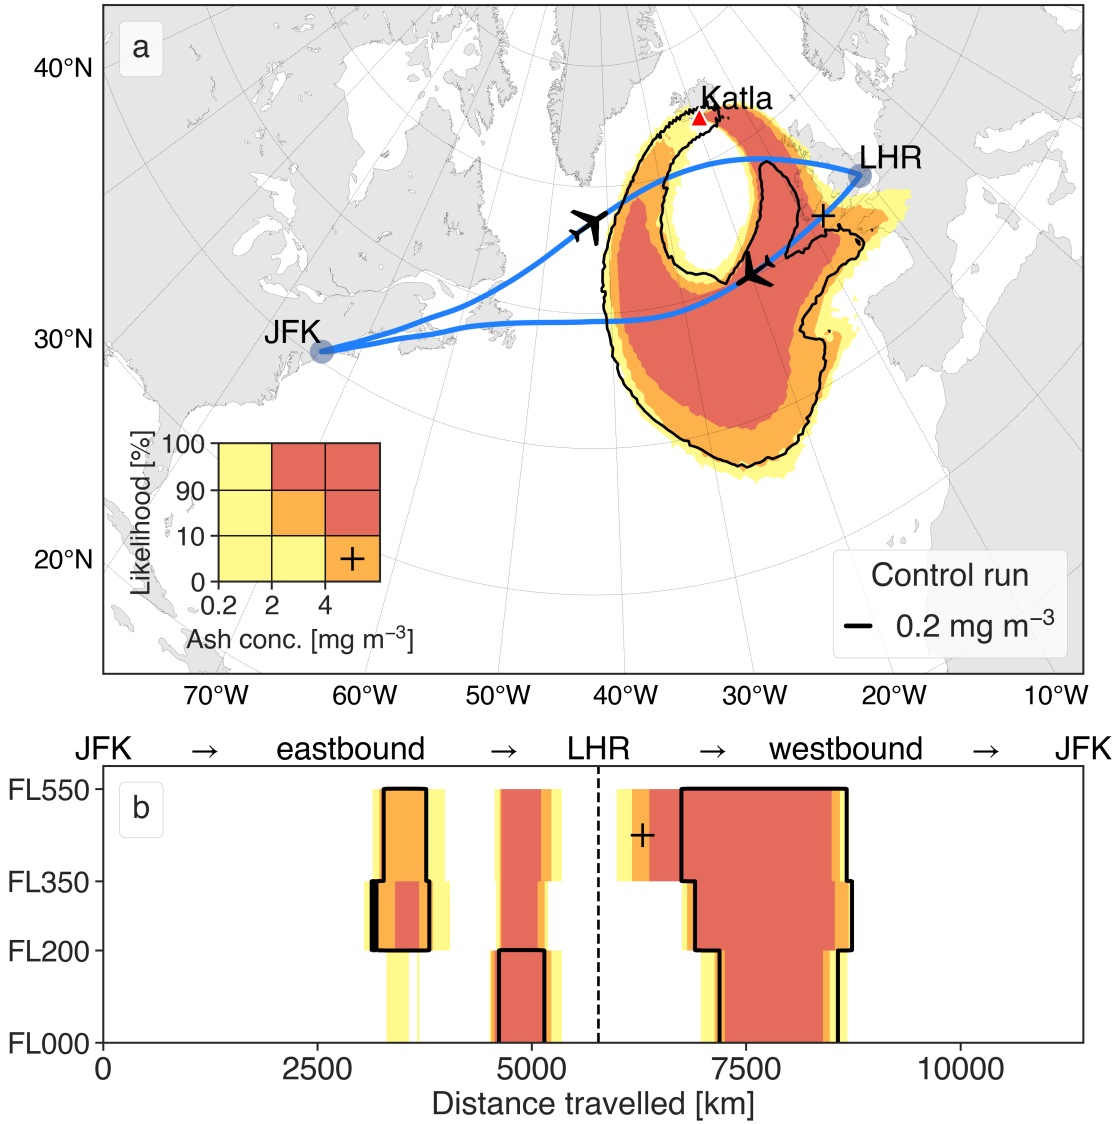 a
40°N
30°N
20°N
Katla
LHR
JFK
Likelihood [%]
100
90
10
0
0.2 2 4
Ash conc. [mg m⁻³]
Control run
0.2 mg m⁻³
70°W 60°W 50°W 40°W 30°W 20°W 10°W
JFK → eastbound → LHR → westbound → JFK
b
FL550
FL350
FL200
FL000
0 2500 5000 7500 10000
Distance travelled [km]